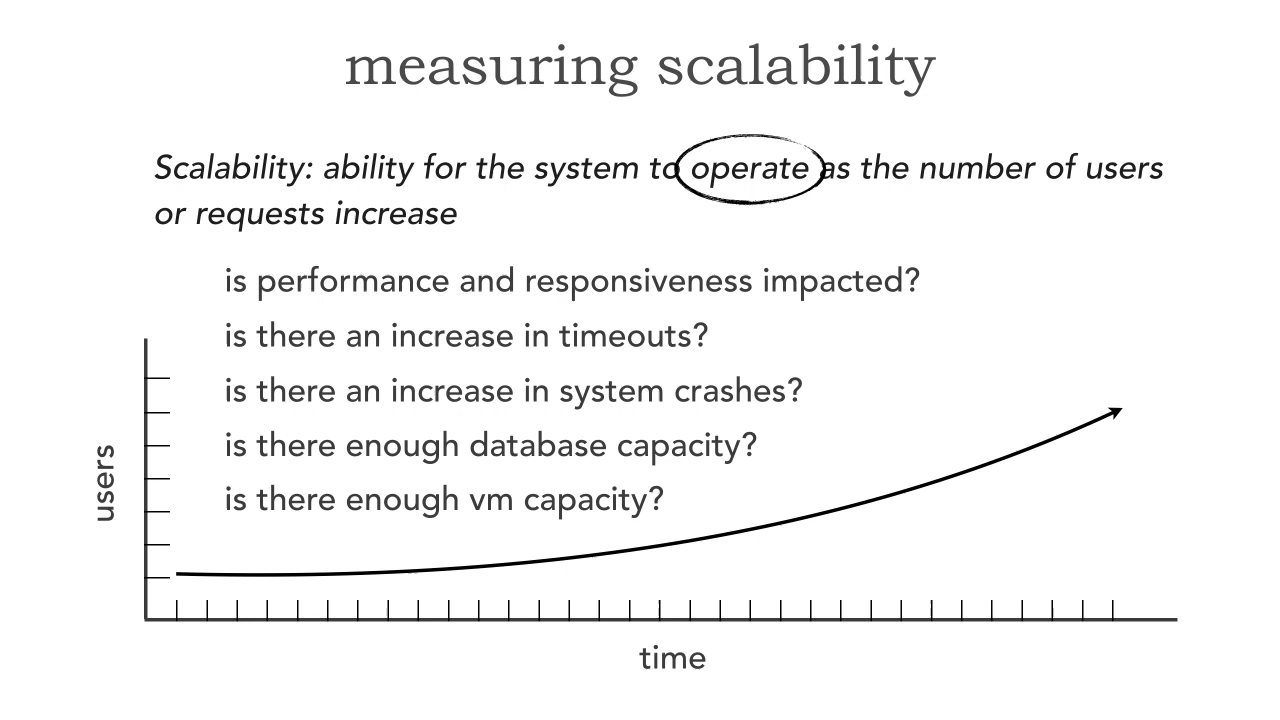 measuring scalability
Scalability: ability for the system to operate as the number of users
or requests increase
is performance and responsiveness impacted?
is there an increase in timeouts?
is there an increase in system crashes?
is there enough database capacity?
is there enough vm capacity?
users
time